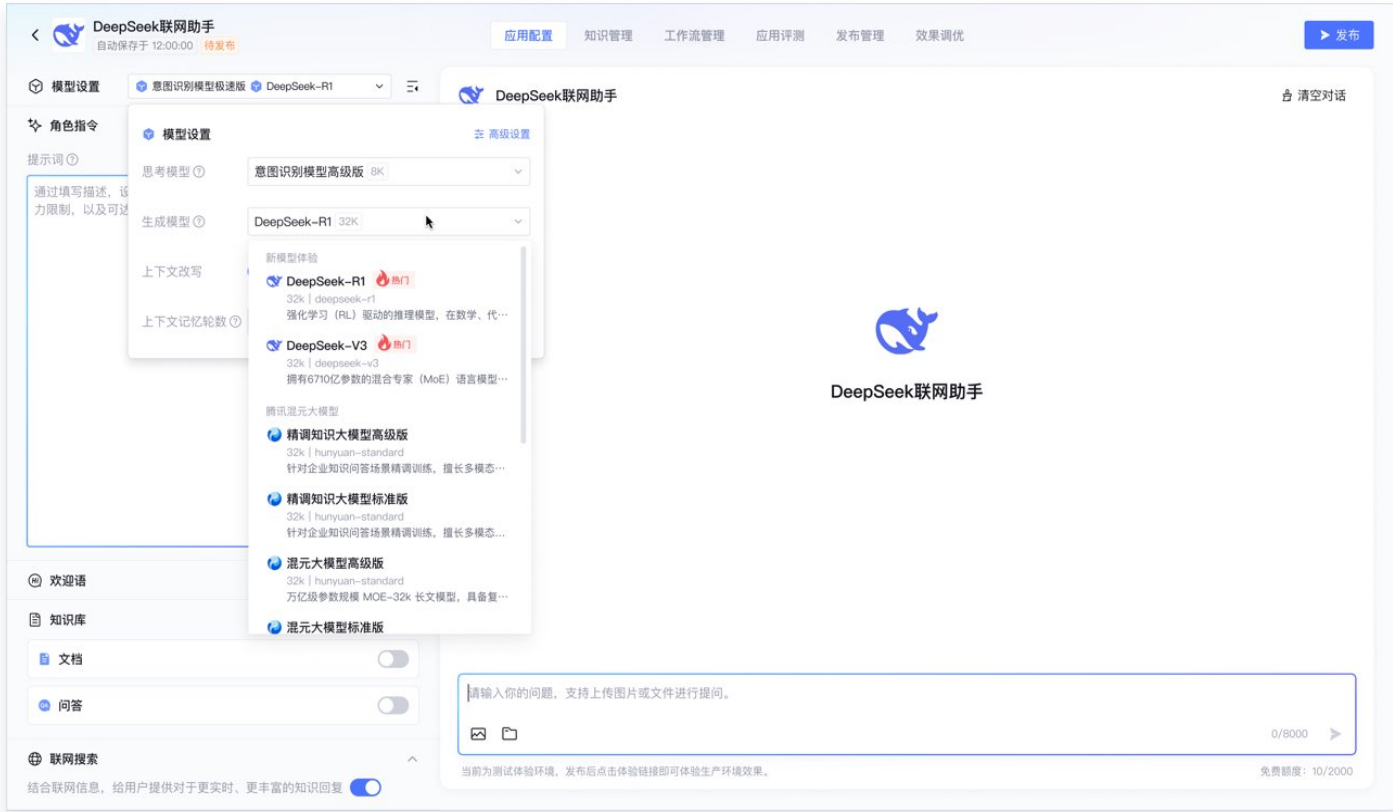 DeepSeek联网助手
自动保存于 12:00:00 待发布
应用配置 知识管理 工作流管理 应用评测 发布管理 效果调优
发布
模型设置
意图识别模型极速版 DeepSeek-R1
角色指令
提示词
通过填写描述，设
力限制，以及可达
模型设置
高级设置
思考模型
意图识别模型高级版 8K
生成模型
DeepSeek-R1 32K
上下文改写
上下文记忆轮数
新模型体验
DeepSeek-R1 热门
32k | deepseek-r1
强化学习（RL）驱动的推理模型，在数学、代…
DeepSeek-V3 热门
32k | deepseek-v3
拥有6710亿参数的混合专家（MoE）语言模型…
腾讯混元大模型
精调知识大模型高级版
32k | hunyuan-standard
针对企业知识问答场景精调训练，擅长多模态…
精调知识大模型标准版
32k | hunyuan-standard
针对企业知识问答场景精调训练，擅长多模态...
混元大模型高级版
32k | hunyuan-standard
万亿级参数规模 MOE-32k 长文模型，具备复…
混元大模型标准版
Hi 欢迎语
知识库
文档
QA 问答
联网搜索
结合联网信息，给用户提供对于更实时、更丰富的知识回复
DeepSeek联网助手
清空对话
DeepSeek联网助手
请输入你的问题，支持上传图片或文件进行提问。
0/8000
当前为测试体验环境，发布后点击体验链接即可体验生产环境效果。
免费额度：10/2000